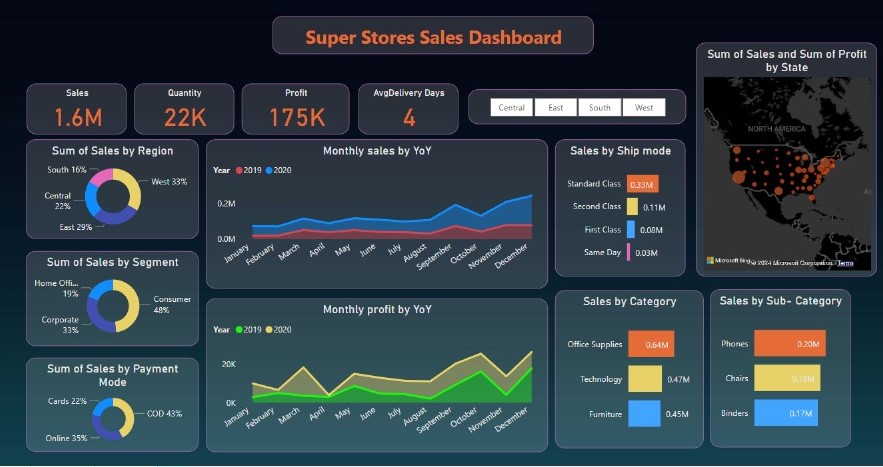 Super Stores Sales Dashboard
Sales
1.6M
Quantity
22K
Profit
175K
AvgDelivery Days
4
Central
East
South
West
Sum of Sales and Sum of Profit
by State
NORTH AMERICA
Microsoft Bing
© 2024 Microsoft Corporation
Terms
Sum of Sales by Region
South 16%
West 33%
Central
22%
East 29%
Monthly sales by YoY
Year 2019 2020
0.2M
0.0M
January
February
March
April
May
June
July
August
September
October
November
December
Sales by Ship mode
Standard Class 0.33M
Second Class 0.11M
First Class 0.08M
Same Day 0.03M
Sum of Sales by Segment
Home Offi...
19%
Consumer
48%
Corporate
33%
Monthly profit by YoY
Year 2019 2020
20K
0K
January
February
March
April
May
June
July
August
September
October
November
December
Sales by Category
Office Supplies 0.64M
Technology 0.47M
Furniture 0.45M
Sales by Sub- Category
Phones 0.20M
Chairs 0.18M
Binders 0.17M
Sum of Sales by Payment
Mode
Cards 22%
COD 43%
Online 35%